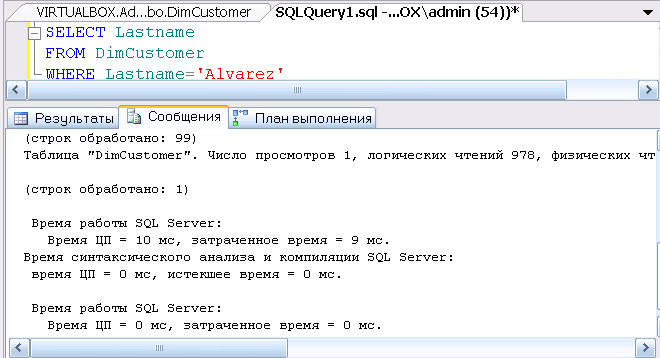 VIRTUALBOX.Ad...bo.DimCustomer SQLQuery1.sql -...OX\admin (54))*
SELECT Lastname
FROM DimCustomer
WHERE Lastname='Alvarez'
Результаты Сообщения План выполнения
(строк обработано: 99)
Таблица "DimCustomer". Число просмотров 1, логических чтений 978, физических чт
(строк обработано: 1)
Время работы SQL Server:
Время ЦП = 10 мс, затраченное время = 9 мс.
Время синтаксического анализа и компиляции SQL Server:
время ЦП = 0 мс, истекшее время = 0 мс.
Время работы SQL Server:
Время ЦП = 0 мс, затраченное время = 0 мс.